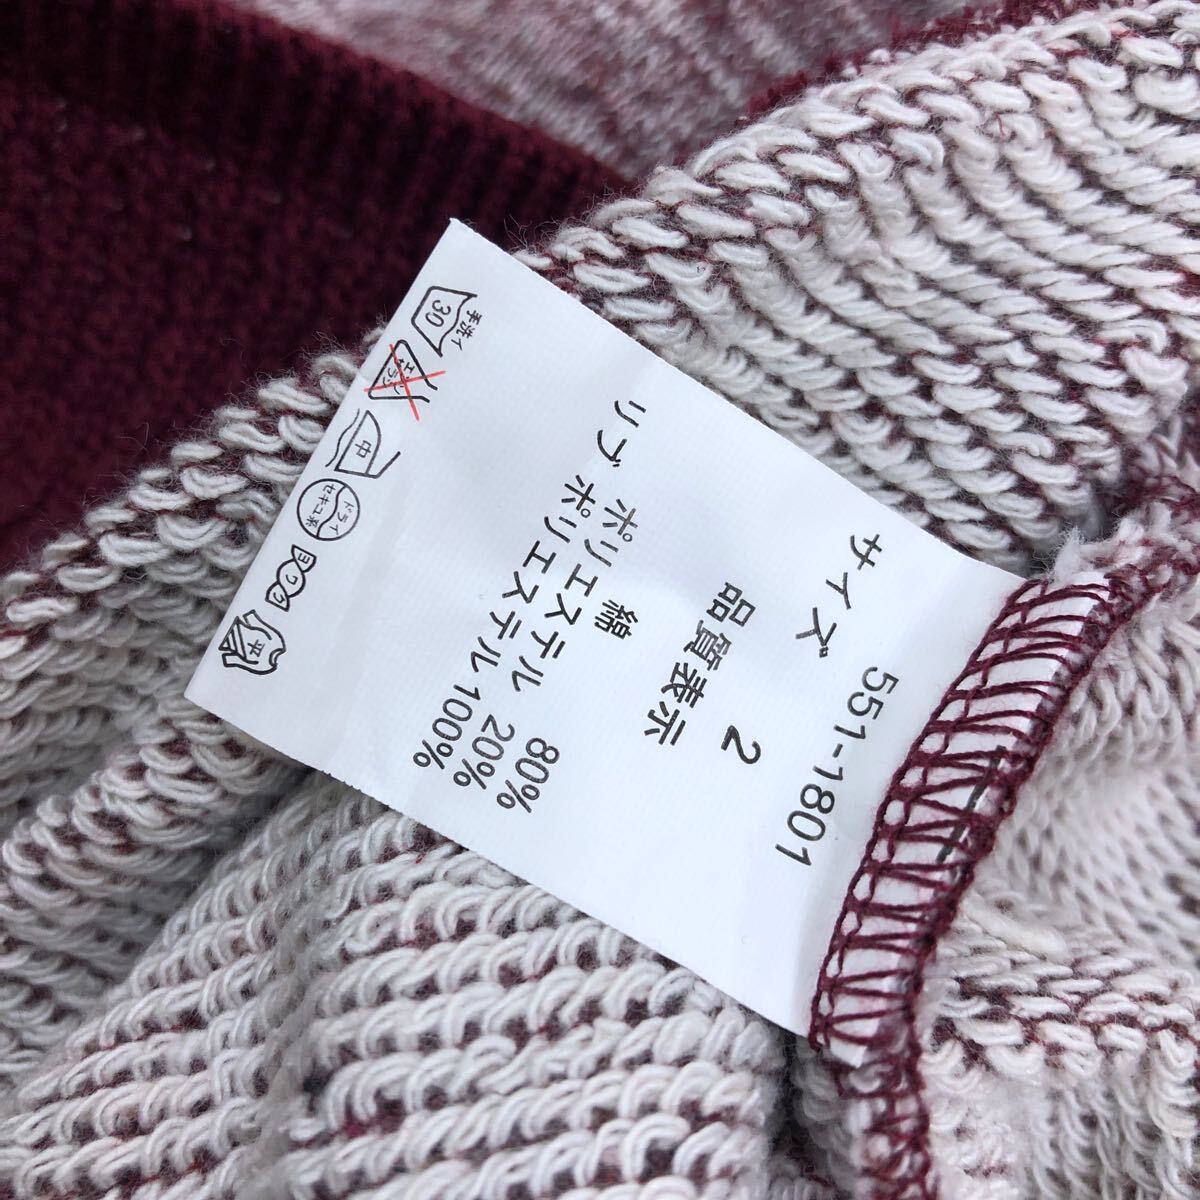 551-1801
サイズ 2
品質表示
ポリエステル 80%
綿 20%
リブ ポリエステル 100%
手洗イ
30
エンソ
サラシ
中
ドライ
セキユ系
ヨワク
平